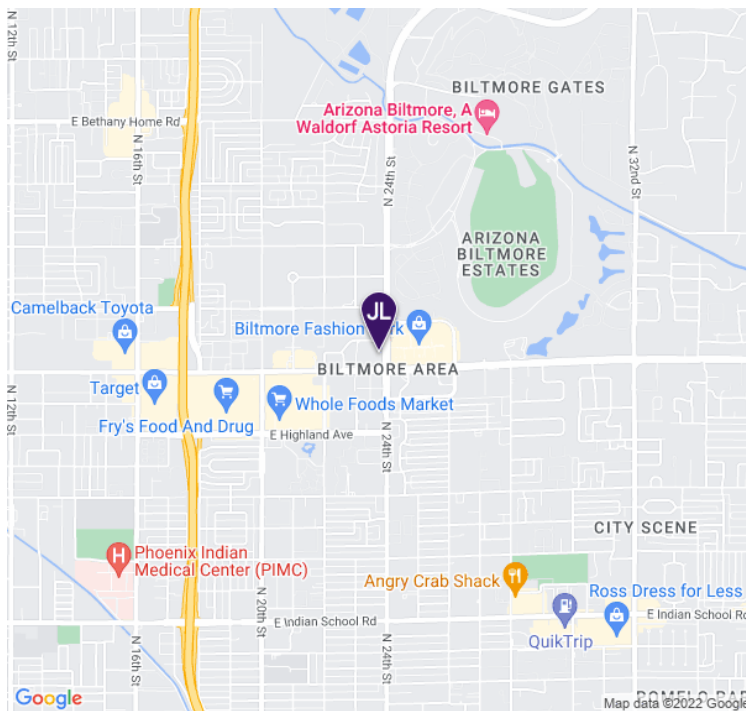 N 12th St
BILTMORE GATES
Arizona Biltmore, A
Waldorf Astoria Resort
E Bethany Home Rd
N 16th St
N 24th St
N 32nd St
ARIZONA
BILTMORE
ESTATES
Camelback Toyota
JL
Biltmore Fashion Park
BILTMORE AREA
Target
Whole Foods Market
Fry's Food And Drug
N 12th St
E Highland Ave
N 24th St
CITY SCENE
Phoenix Indian
Medical Center (PIMC)
H
Angry Crab Shack
Ross Dress for Less
N 20th St
E Indian School Rd
E Indian School Rd
QuikTrip
N 16th St
N 24th St
Google
Map data ©2022 Google